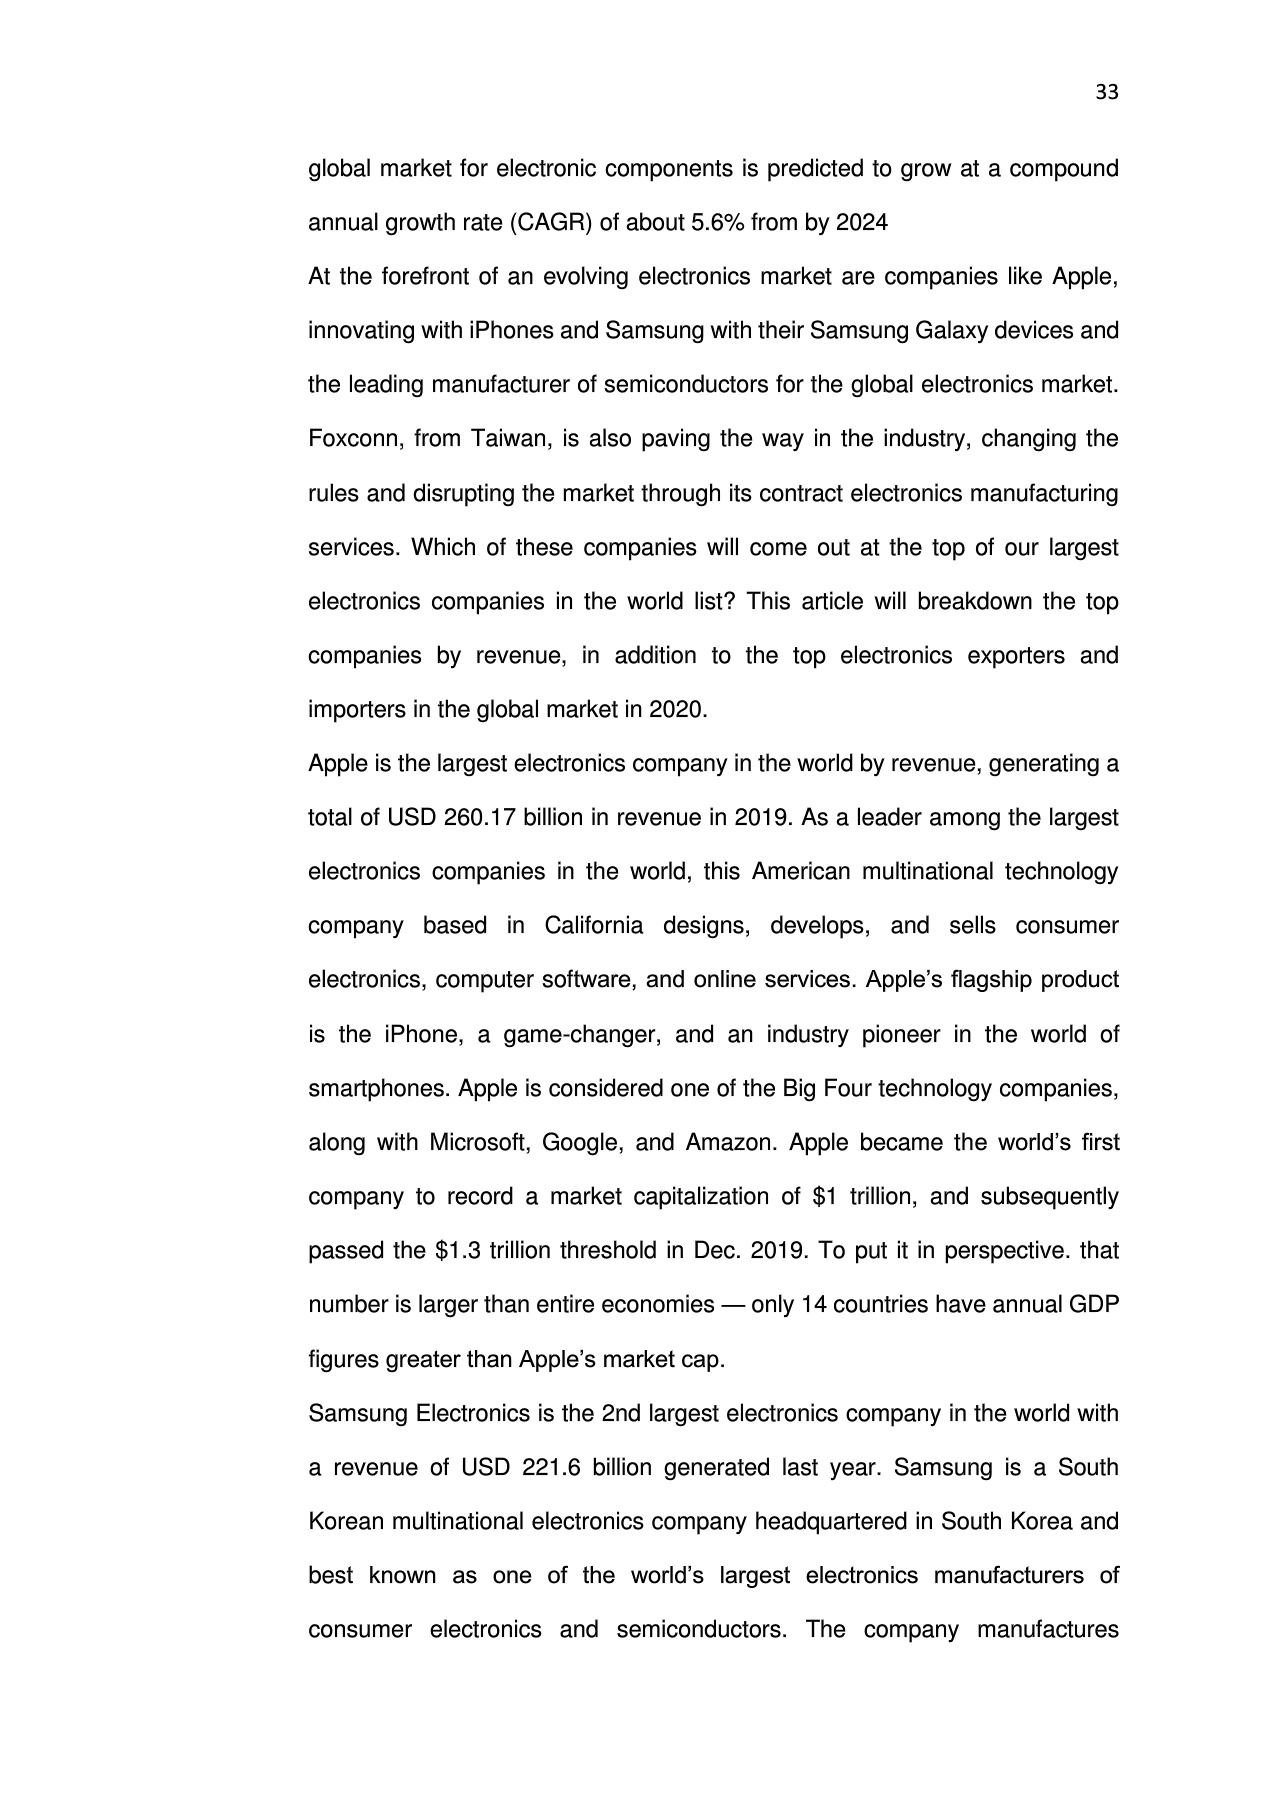 33
global market for electronic components is predicted to grow at a compound
annual growth rate (CAGR) of about 5.6% from by 2024
At the forefront of an evolving electronics market are companies like Apple,
innovating with iPhones and Samsung with their Samsung Galaxy devices and
the leading manufacturer of semiconductors for the global electronics market.
Foxconn, from Taiwan, is also paving the way in the industry, changing the
rules and disrupting the market through its contract electronics manufacturing
services. Which of these companies will come out at the top of our largest
electronics companies in the world list? This article will breakdown the top
companies by revenue, in addition to the top electronics exporters and
importers in the global market in 2020.
Apple is the largest electronics company in the world by revenue, generating a
total of USD 260.17 billion in revenue in 2019. As a leader among the largest
electronics companies in the world, this American multinational technology
company based in California designs, develops, and sells consumer
electronics, computer software, and online services. Apple’s flagship product
is the iPhone, a game-changer, and an industry pioneer in the world of
smartphones. Apple is considered one of the Big Four technology companies,
along with Microsoft, Google, and Amazon. Apple became the world’s first
company to record a market capitalization of $1 trillion, and subsequently
passed the $1.3 trillion threshold in Dec. 2019. To put it in perspective. that
number is larger than entire economies — only 14 countries have annual GDP
figures greater than Apple’s market cap.
Samsung Electronics is the 2nd largest electronics company in the world with
a revenue of USD 221.6 billion generated last year. Samsung is a South
Korean multinational electronics company headquartered in South Korea and
best known as one of the world’s largest electronics manufacturers of
consumer electronics and semiconductors. The company manufactures